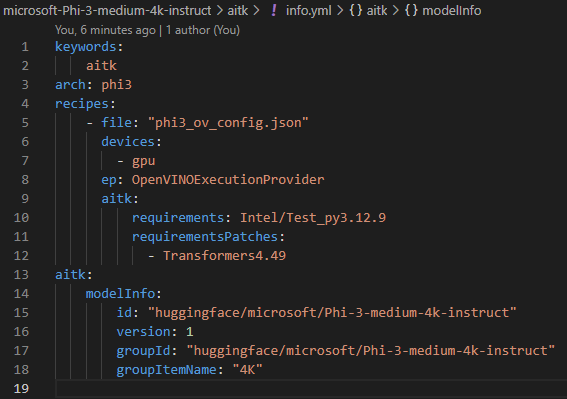 microsoft-Phi-3-medium-4k-instruct > aitk > ! info.yml > {} aitk > {} modelInfo
You, 6 minutes ago | 1 author (You)
1 keywords:
2     aitk
3 arch: phi3
4 recipes:
5     - file: "phi3_ov_config.json"
6       devices:
7         - gpu
8       ep: OpenVINOExecutionProvider
9       aitk:
10           requirements: Intel/Test_py3.12.9
11           requirementsPatches:
12             - Transformers4.49
13 aitk:
14     modelInfo:
15         id: "huggingface/microsoft/Phi-3-medium-4k-instruct"
16         version: 1
17         groupId: "huggingface/microsoft/Phi-3-medium-4k-instruct"
18         groupItemName: "4K"
19